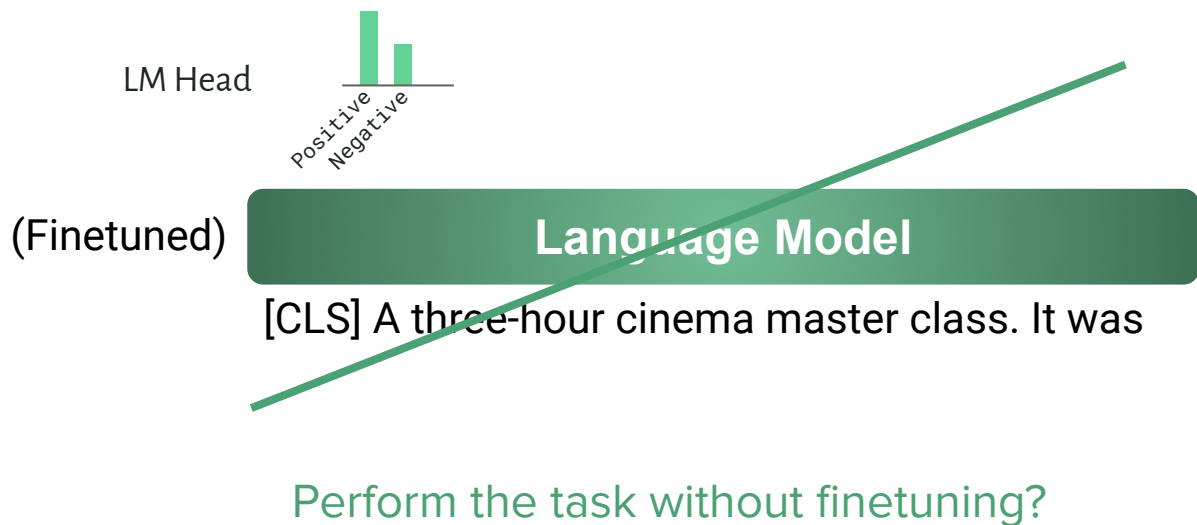 LM Head
Positive
Negative
(Finetuned)
Language Model
[CLS] A three-hour cinema master class. It was
Perform the task without finetuning?